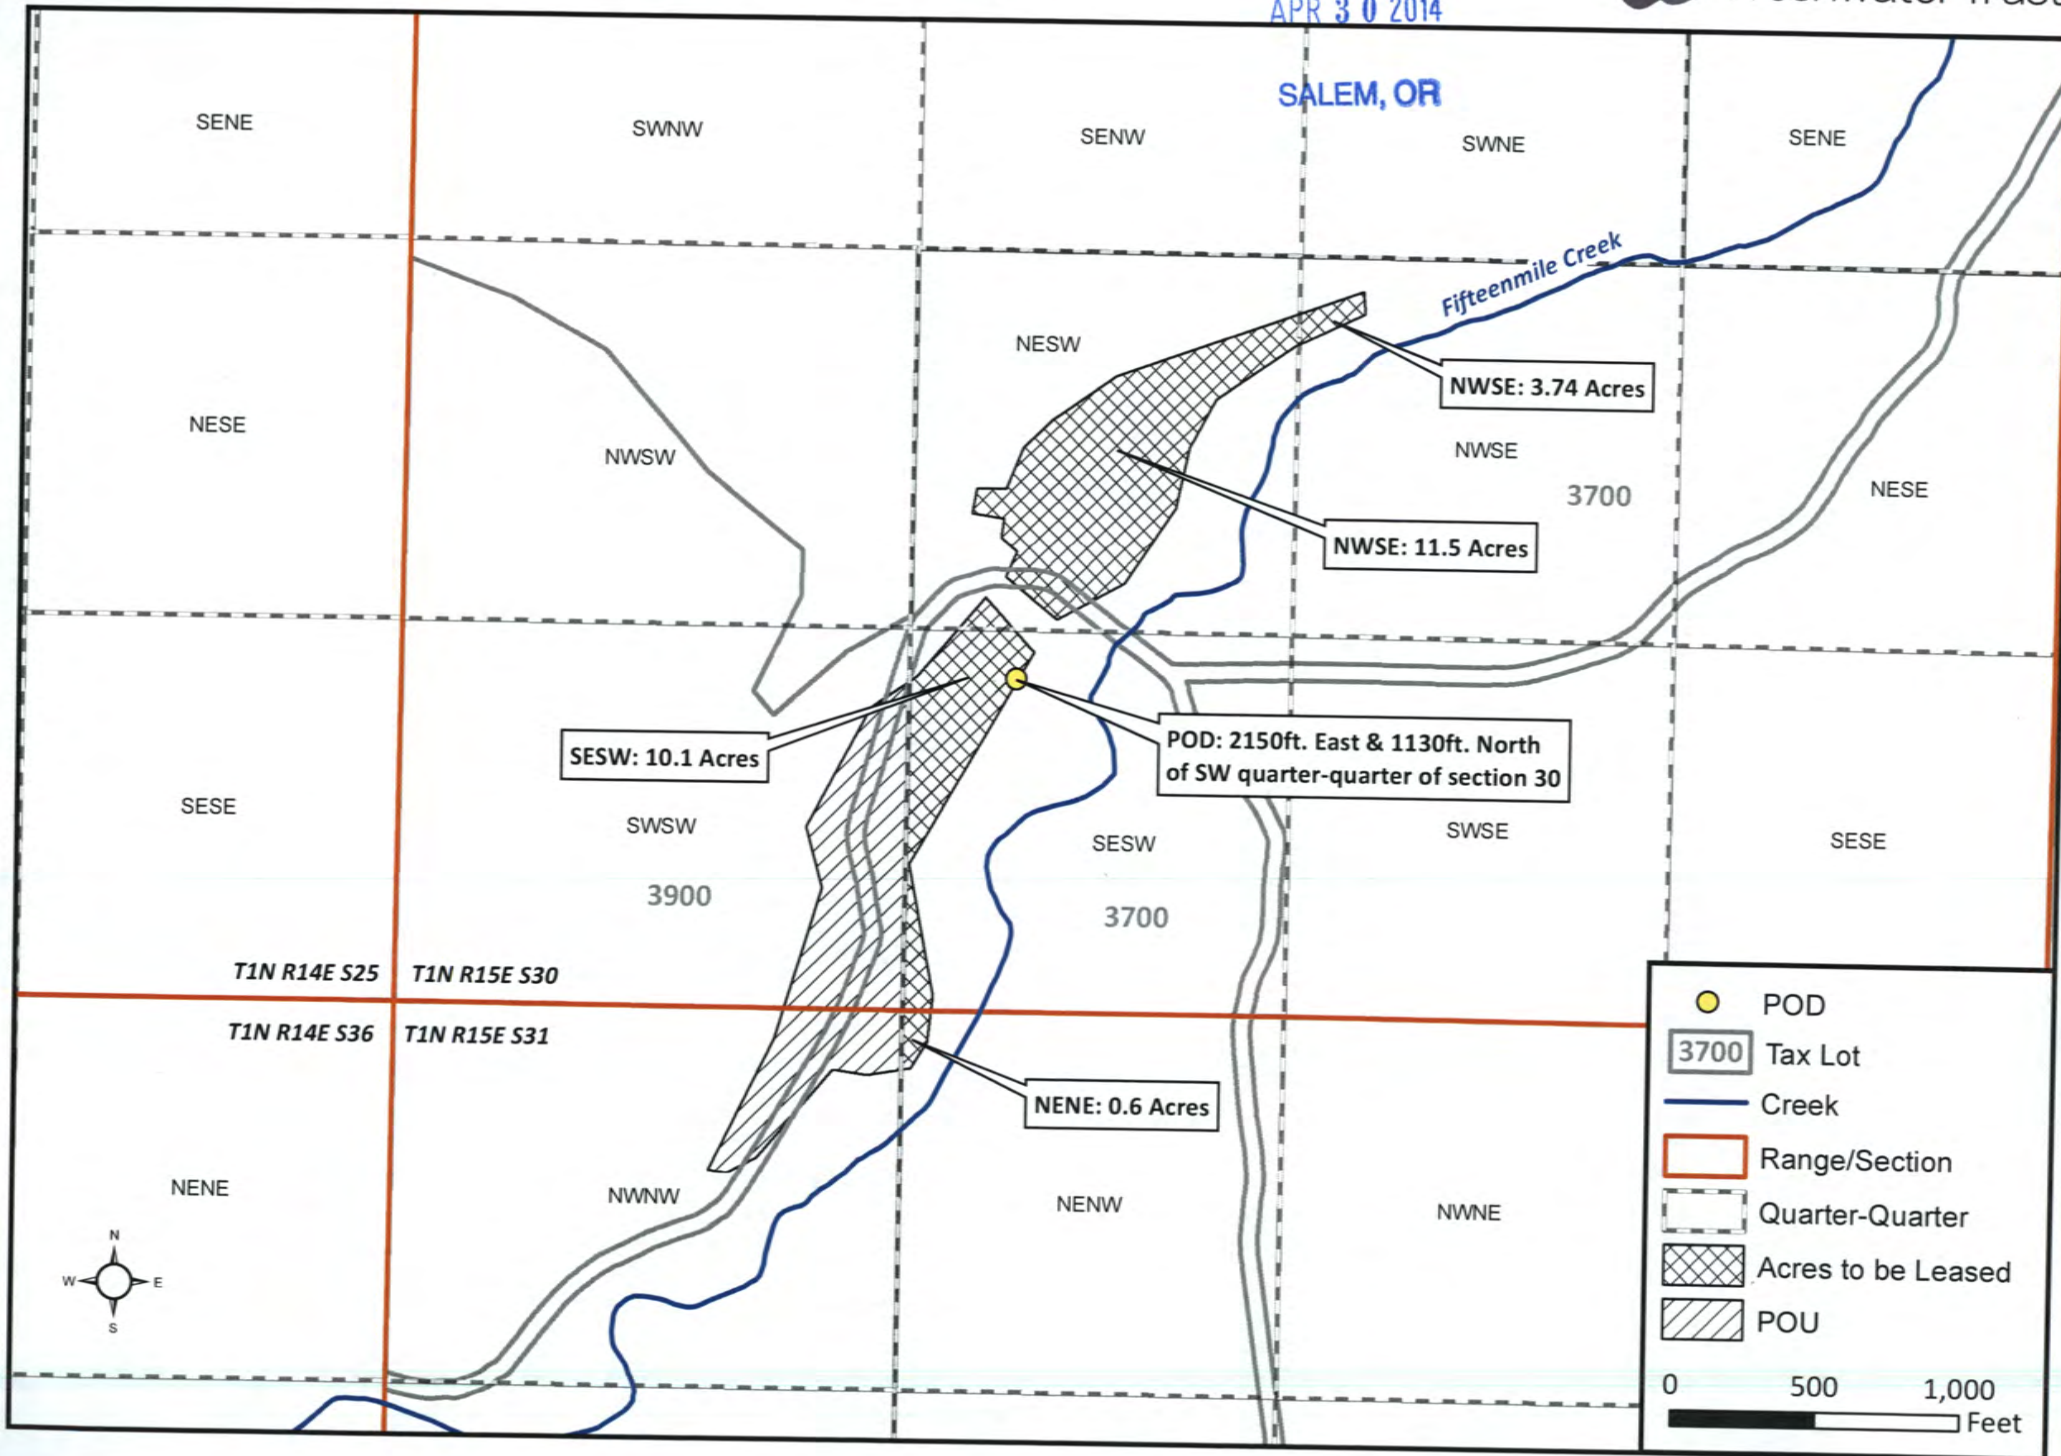 APR 30 2014
SALEM, OR
SENE
SWNW
SENW
SWNE
SENE
Fifteenmile Creek
NESW
NWSE: 3.74 Acres
NESE
NWSW
NWSE
3700
NESE
NWSE: 11.5 Acres
SESW: 10.1 Acres
POD: 2150ft. East & 1130ft. North
of SW quarter-quarter of section 30
SESE
SWSW
SESW
SWSE
SESE
3900
3700
T1N R14E S25
T1N R15E S30
T1N R14E S36
T1N R15E S31
NENE: 0.6 Acres
NENE
NWNW
NENW
NWNE
N
W
E
S
POD
3700 Tax Lot
Creek
Range/Section
Quarter-Quarter
Acres to be Leased
POU
0 500 1,000
Feet